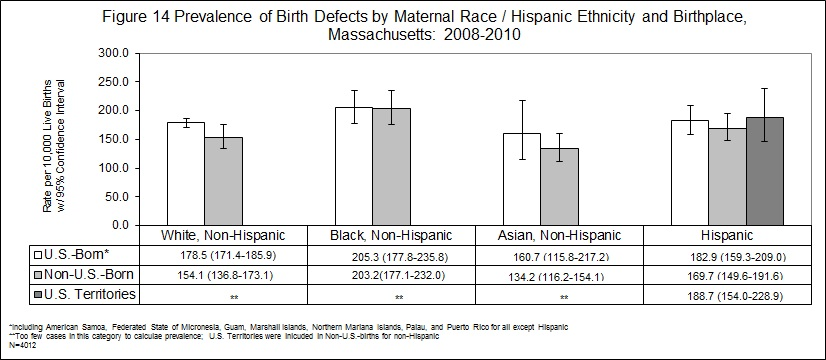 Figure 14 Prevalence of Birth Defects by Maternal Race / Hispanic Ethnicity and Birthplace,
Massachusetts: 2008-2010
Rate per 10,000 Live Births
w/95% Confidence Interval
300.0
250.0
200.0
150.0
100.0
50.0
0.0
White, Non-Hispanic Black, Non-Hispanic Asian, Non-Hispanic Hispanic
U.S.-Born* 178.5 (171.4-185.9) 205.3 (177.8-235.8) 160.7 (115.8-217.2) 182.9 (159.3-209.0)
Non-U.S.-Born 154.1 (136.8-173.1) 203.2(177.1-232.0) 134.2 (116.2-154.1) 169.7 (149.6-191.6)
U.S. Territories ** ** ** 188.7 (154.0-228.9)
*Including American Samoa, Federated State of Micronesia, Guam, Marshall Islands, Northern Mariana Islands, Palau, and Puerto Rico for all except Hispanic
**Too few cases in this category to calculae prevalence; U.S. Territories were inlcuded in Non-U.S.-births for non-Hispanic
N=4012